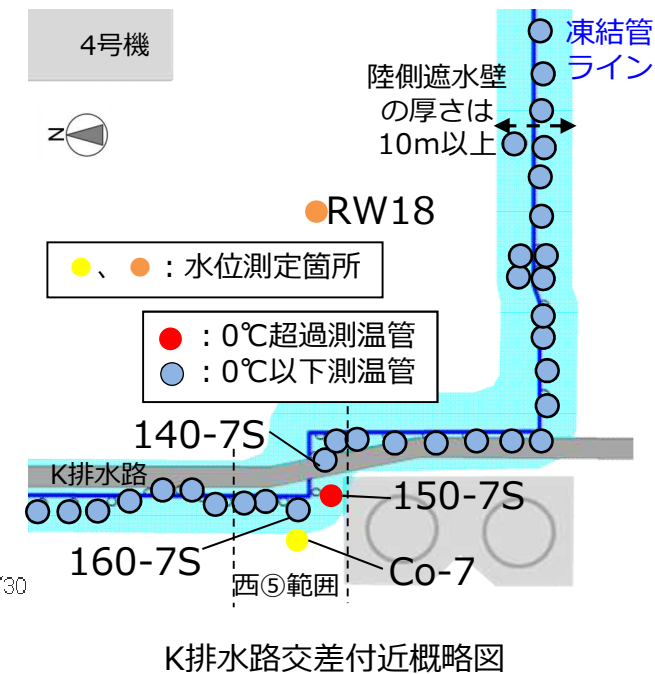 4号機
凍結管
ライン
陸側遮水壁
の厚さは
10m以上
N
RW18
、 :水位測定箇所
:0℃超過測温管
:0℃以下測温管
140-7S
K排水路
150-7S
160-7S
Co-7
西⑤範囲
/30
K排水路交差付近概略図